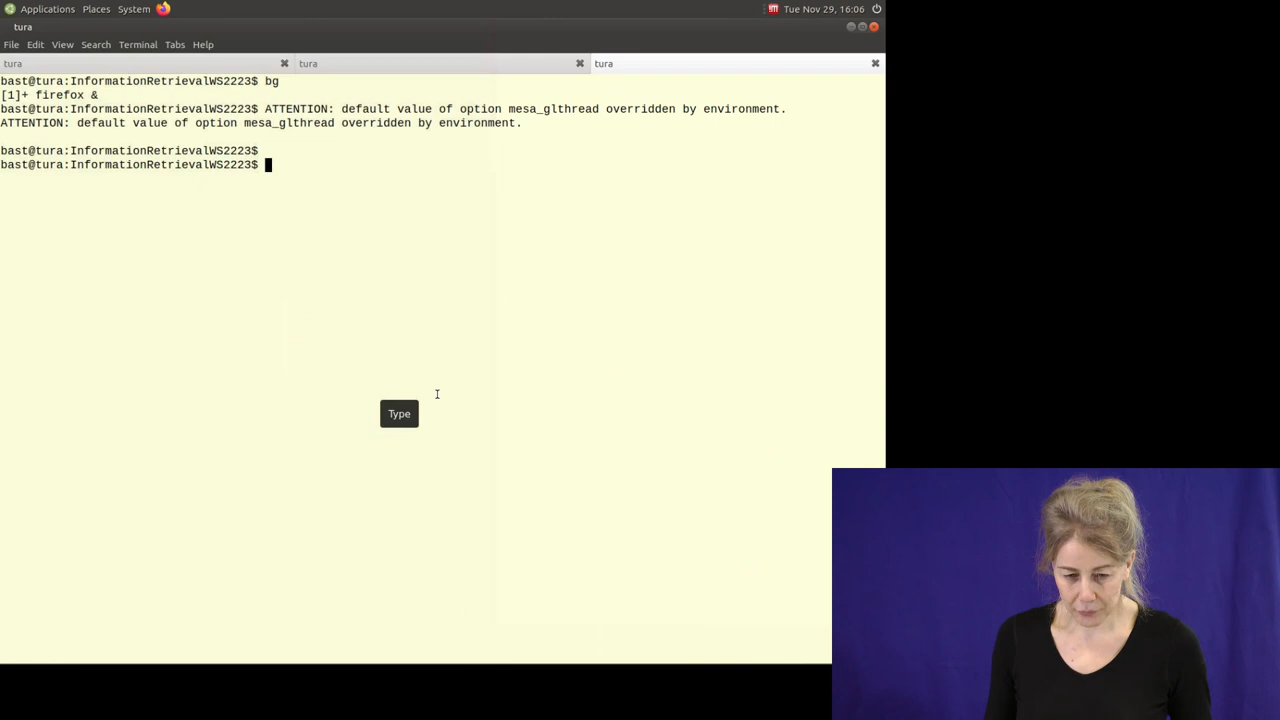 Applications Places System Tue Nov 29, 16:06
tura
File Edit View Search Terminal Tabs Help
tura tura tura
bast@tura:InformationRetrievalWS2223$ bg
[1]+ firefox &
bast@tura:InformationRetrievalWS2223$ ATTENTION: default value of option mesa_glthread overridden by environment.
ATTENTION: default value of option mesa_glthread overridden by environment.
bast@tura:InformationRetrievalWS2223$
bast@tura:InformationRetrievalWS2223$
Type